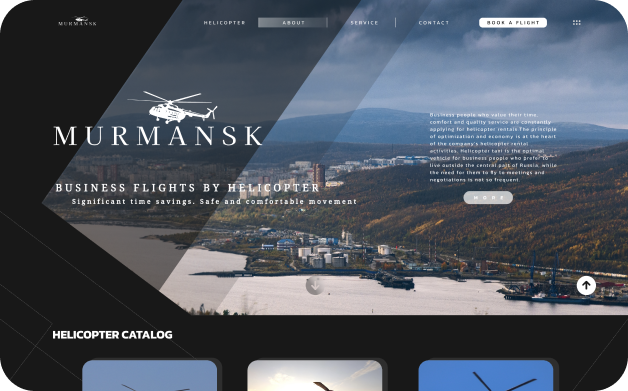 MURMANSK
HELICOPTER
ABOUT
SERVICE
CONTACT
BOOK A FLIGHT
MURMANSK
BUSINESS FLIGHTS BY HELICOPTER
Significant time savings. Safe and comfortable movement
Business people who value their time,
comfort and quality service are constantly
applying for helicopter rentals The principle
of optimization and economy is at the heart
of the company's helicopter rental
activities. Helicopter taxi is the optimal
vehicle for business people who prefer to
live outside the central part of Russia, while
the need for them to fly to meetings and
negotiations is not so frequent.
HELICOPTER CATALOG